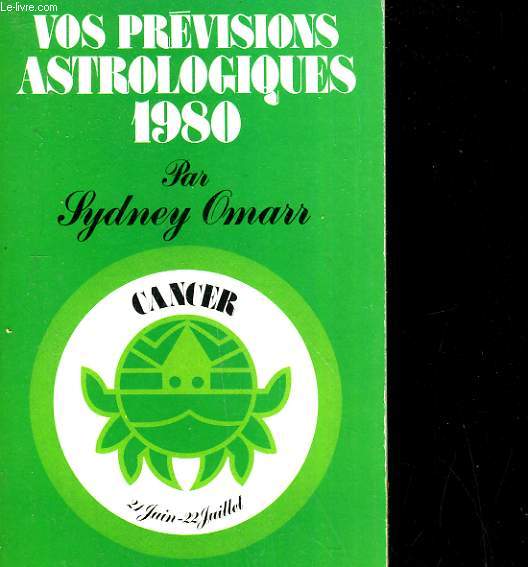 Le-livre.com
VOS PRÉVISIONS
ASTROLOGIQUES
1980
Par
Sydney Omarr
CANCER
21 Juin-22 Juillet